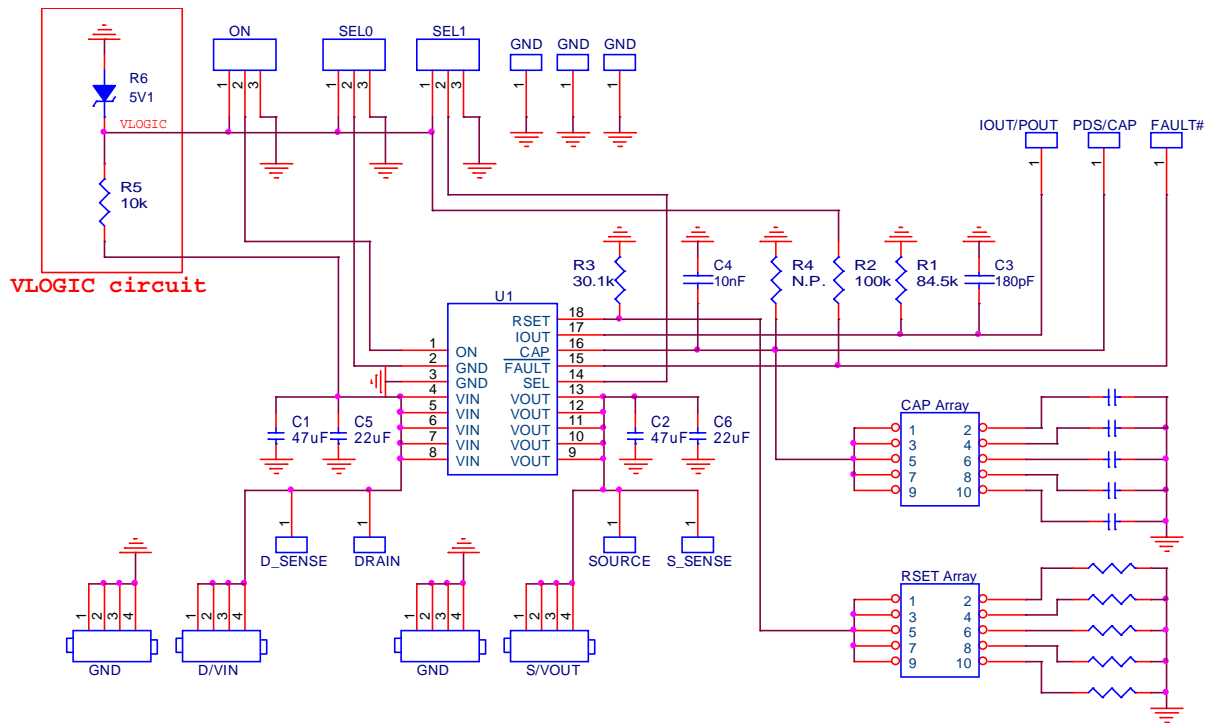 ON
SEL0
SEL1
GND
GND
GND
1
2
3
1
2
3
1
2
3
1
1
1
R6
5V1
VLOGIC
R5
10k
VLOGIC circuit
IOUT/POUT
PDS/CAP
FAULT#
1
1
1
R3
30.1k
C4
10nF
R4
N.P.
R2
100k
R1
84.5k
C3
180pF
U1
1
ON
2
GND
3
GND
4
VIN
5
VIN
6
VIN
7
VIN
8
VIN
RSET
18
IOUT
17
CAP
16
FAULT
15
SEL
14
VOUT
13
VOUT
12
VOUT
11
VOUT
10
VOUT
9
C1
47uF
C5
22uF
C2
47uF
C6
22uF
1
D_SENSE
1
DRAIN
1
SOURCE
1
S_SENSE
1
2
3
4
GND
1
2
3
4
D/VIN
1
2
3
4
GND
1
2
3
4
S/VOUT
CAP Array
1
2
3
4
5
6
7
8
9
10
RSET Array
1
2
3
4
5
6
7
8
9
10